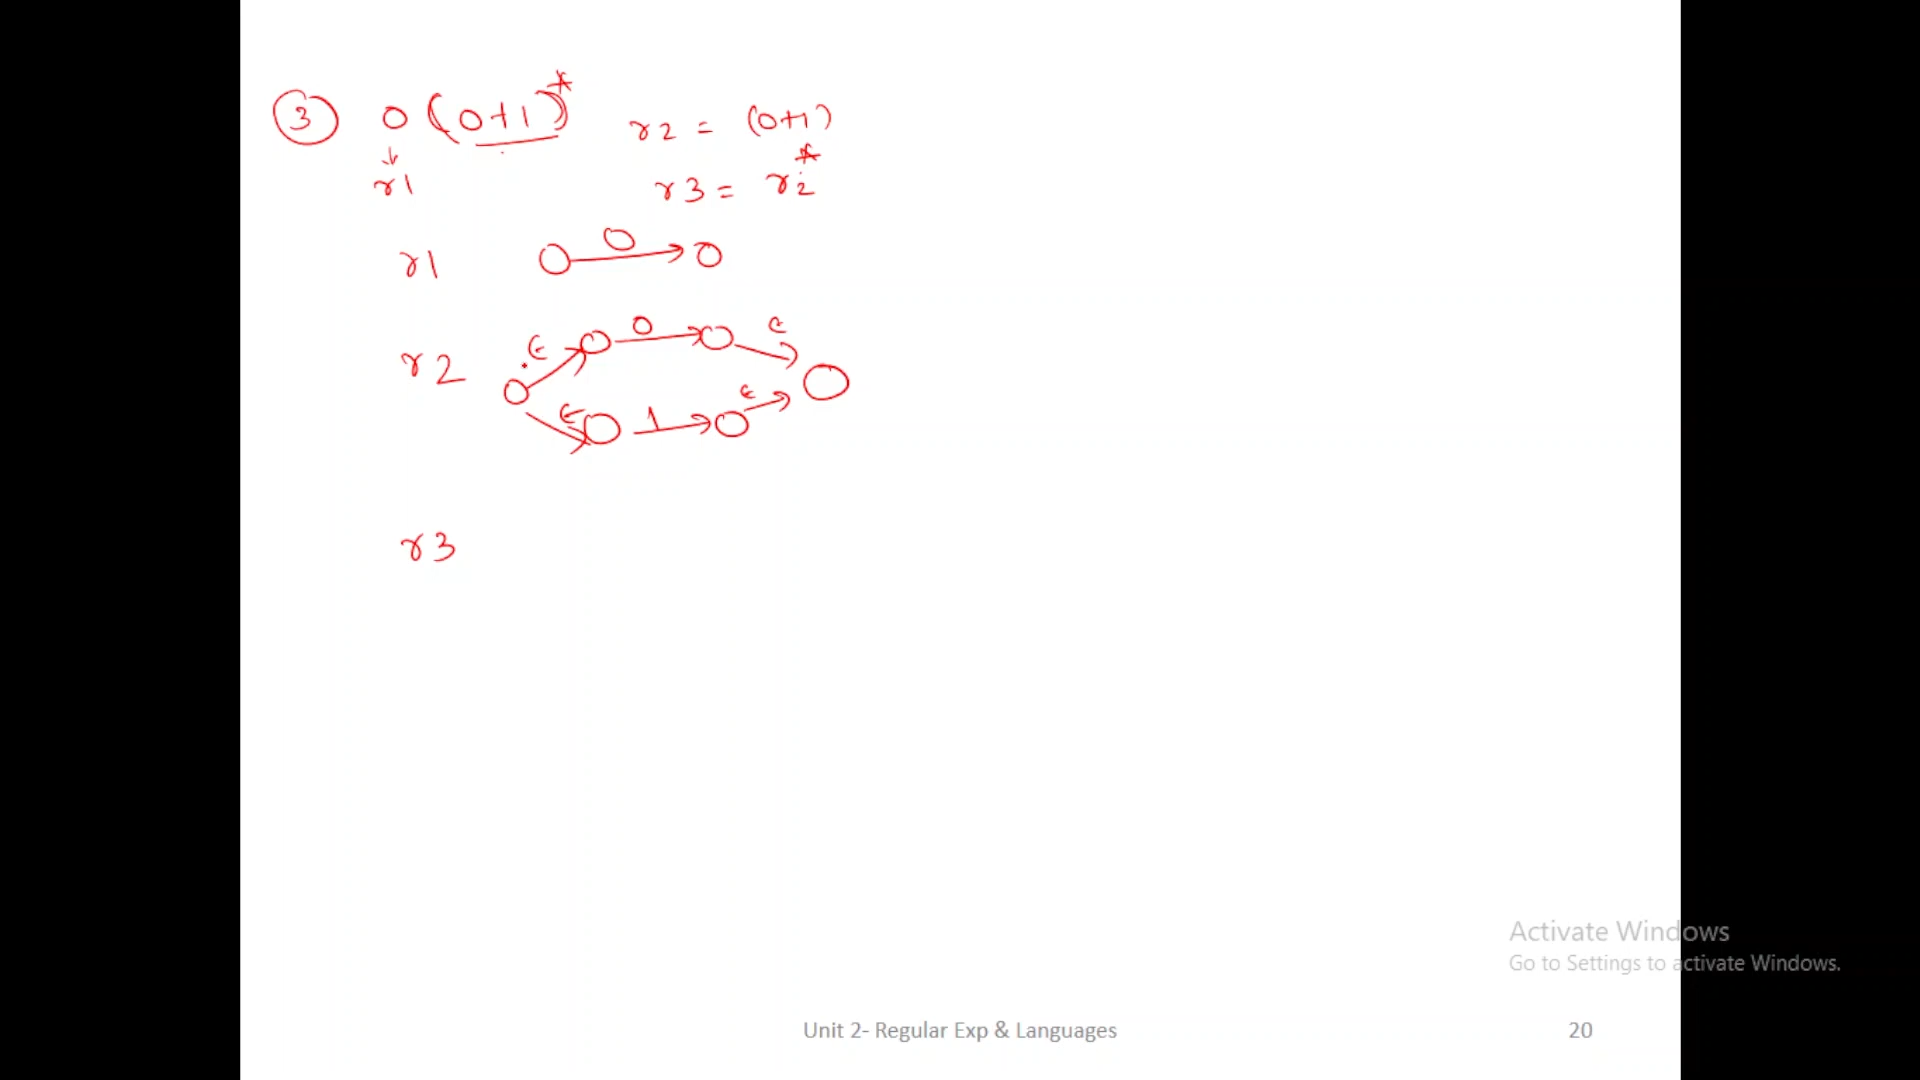 ③ 0 (0+1)* r2 = (0+1)
↓
r1 r3 = r2*
r1 0
r2 ε 0 ε
ε 1 ε
r3
Activate Windows
Go to Settings to activate Windows.
Unit 2- Regular Exp & Languages 20